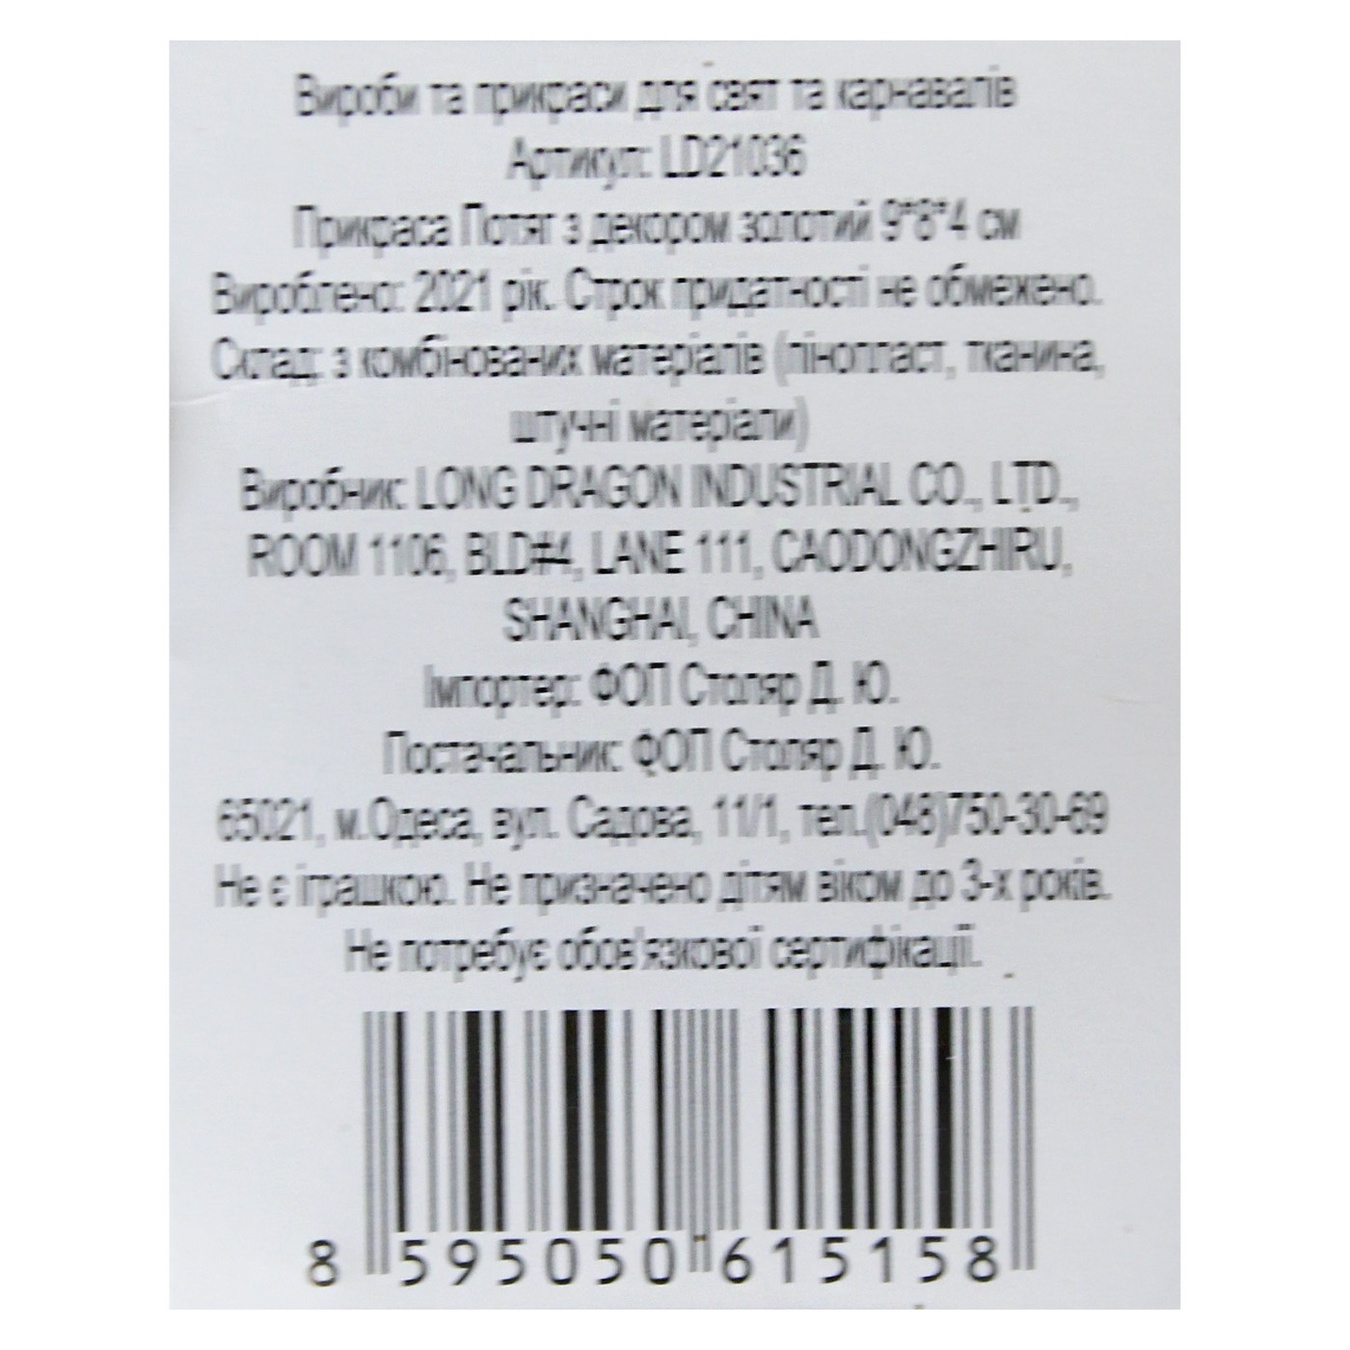 Вироби та прикраси для свят та карнавалів
Артикул: LD21036
Прикраса Потяг з декором золотий 9*8*4 см
Вироблено: 2021 рік. Строк придатності не обмежено.
Склад: з комбінованих матеріалів (пінопласт, тканина,
штучні матеріали)
Виробник: LONG DRAGON INDUSTRIAL CO., LTD.,
ROOM 1106, BLD#4, LANE 111, CAODONGZHIRU,
SHANGHAI, CHINA
Імпортер: ФОП Столяр Д. Ю.
Постачальник: ФОП Столяр Д. Ю.
65021, м.Одеса, вул. Садова, 11/1, тел.(048)750-30-69
Не є іграшкою. Не призначено дітям віком до 3-х років.
Не потребує обов'язкової сертифікації.
8 595050 615158